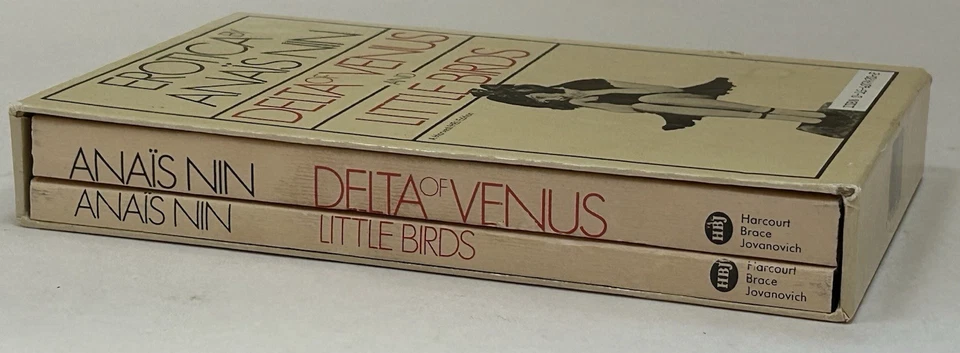 EROTICA BY
ANAÏS NIN
DELTA OF VENUS
AND
LITTLE BIRDS
ANAÏS NIN DELTA OF VENUS HBJ Harcourt
Brace
Jovanovich
ANAÏS NIN LITTLE BIRDS HBJ Harcourt
Brace
Jovanovich